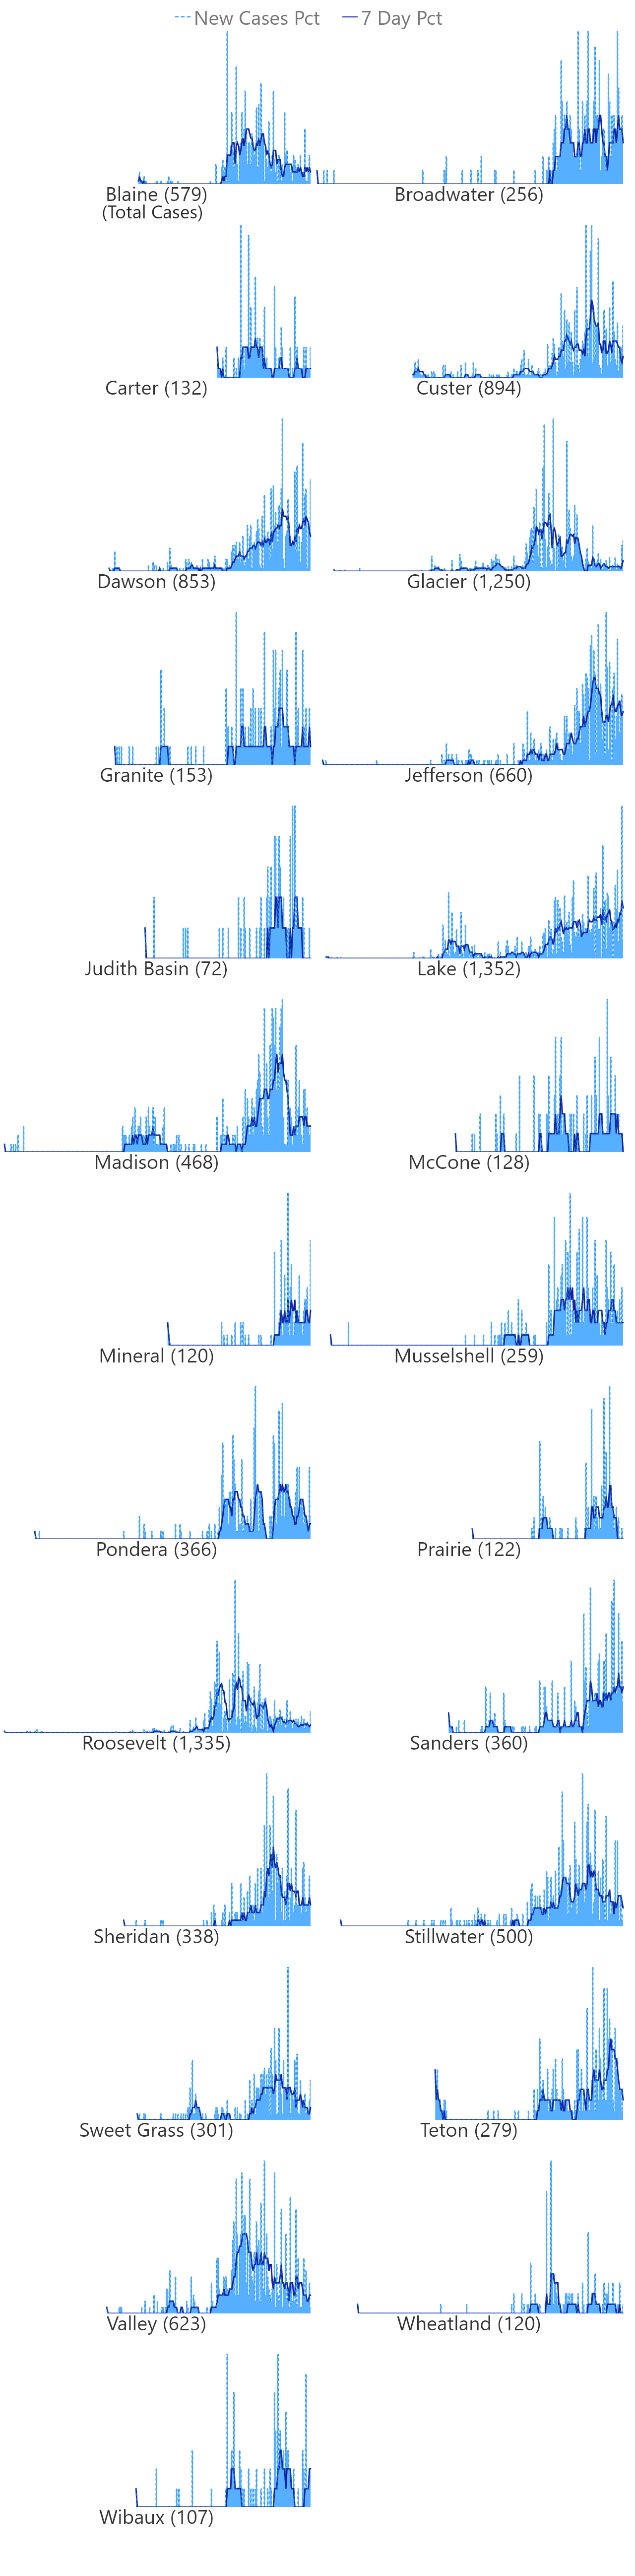 New Cases Pct 7 Day Pct
Blaine (579) Broadwater (256)
(Total Cases)
Carter (132) Custer (894)
Dawson (853) Glacier (1,250)
Granite (153) Jefferson (660)
Judith Basin (72) Lake (1,352)
Madison (468) McCone (128)
Mineral (120) Musselshell (259)
Pondera (366) Prairie (122)
Roosevelt (1,335) Sanders (360)
Sheridan (338) Stillwater (500)
Sweet Grass (301) Teton (279)
Valley (623) Wheatland (120)
Wibaux (107)